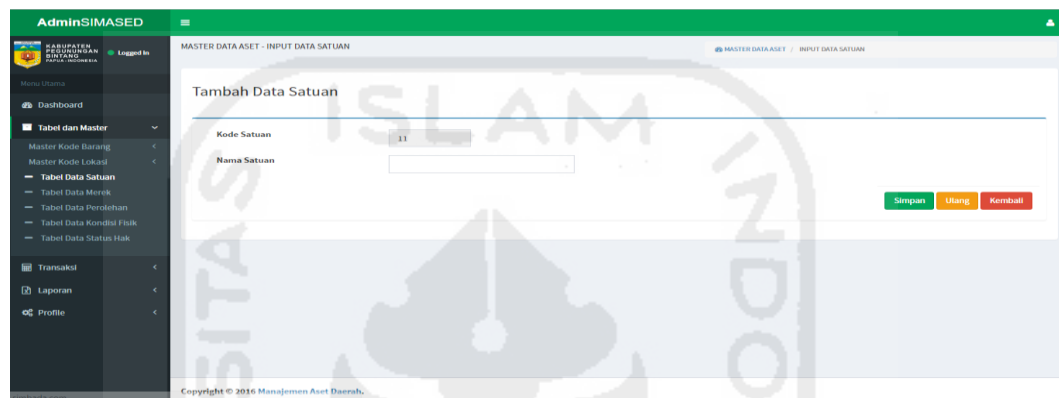 AdminSIMASED
KABUPATEN
PEGUNUNGAN
BINTANG
PAPUA-INDONESIA
Logged in
MASTER DATA ASET - INPUT DATA SATUAN
MASTER DATA ASET / INPUT DATA SATUAN
Menu Utama
Dashboard
Tabel dan Master
Master Kode Barang
Master Kode Lokasi
Tabel Data Satuan
Tabel Data Merek
Tabel Data Perolehan
Tabel Data Kondisi Fisik
Tabel Data Status Hak
Transaksi
Laporan
Profile
Tambah Data Satuan
Kode Satuan
11
Nama Satuan
Simpan
Ulang
Kembali
Copyright © 2016 Manajemen Aset Daerah.
ISLAM
SITAS
INDO